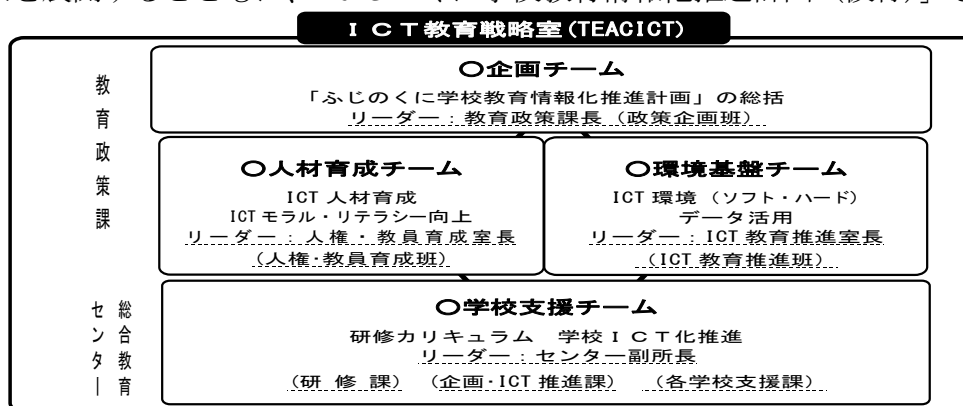 ＩＣＴ教育戦略室(TEACICT)
教育政策課
〇企画チーム
「ふじのくに学校教育情報化推進計画」の総括
リーダー：教育政策課長（政策企画班）
〇人材育成チーム
ICT 人材育成
ICT モラル・リテラシー向上
リーダー：人権・教員育成室長
（人権・教員育成班）
〇環境基盤チーム
ICT 環境（ソフト・ハード）
データ活用
リーダー：ICT 教育推進室長
（ICT 教育推進班）
総合教育
センター
〇学校支援チーム
研修カリキュラム　学校ＩＣＴ化推進
リーダー：センター副所長
（研 修 課）（企画・ICT 推進課）　（各学校支援課）